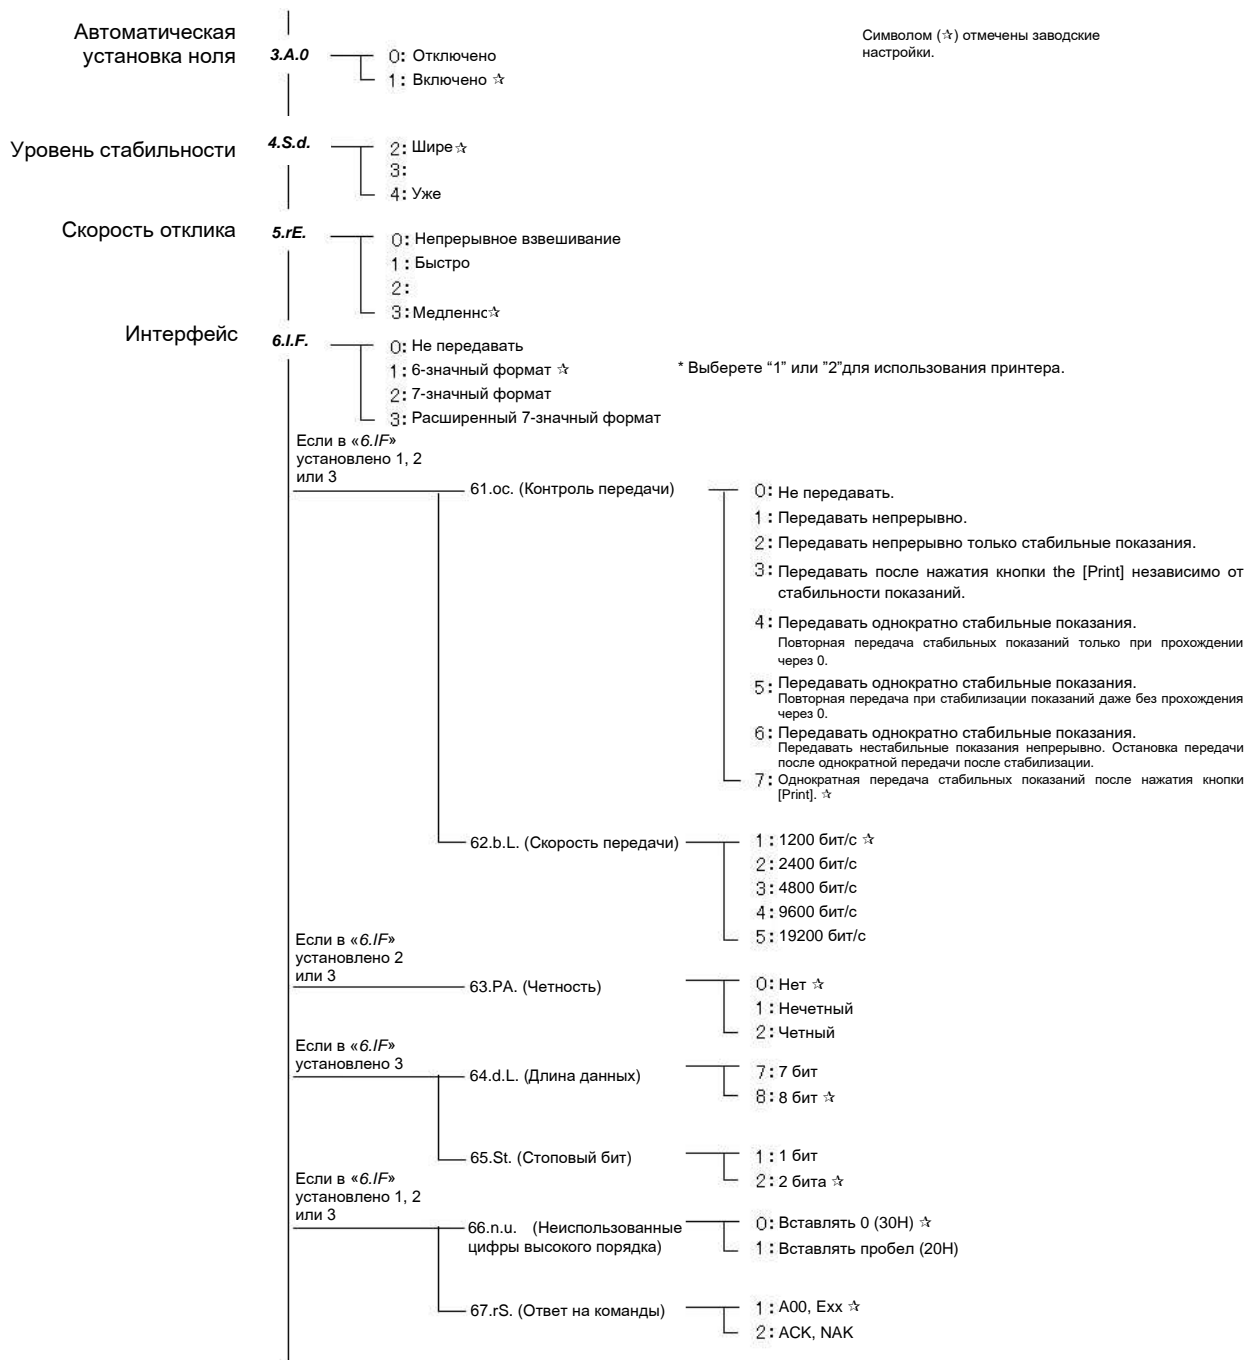 Автоматическая
установка ноля
3.A.0
0: Отключено
1: Включено ☆
Символом (☆) отмечены заводские
настройки.
Уровень стабильности
4.S.d.
2: Шире☆
3:
4: Уже
Скорость отклика
5.rE.
0: Непрерывное взвешивание
1: Быстро
2:
3: Медленно☆
Интерфейс
6.I.F.
0: Не передавать
1: 6-значный формат ☆
2: 7-значный формат
3: Расширенный 7-значный формат
* Выберете “1” или ”2”для использования принтера.
Если в «6.IF»
установлено 1, 2
или 3
61.oc. (Контроль передачи)
0: Не передавать.
1: Передавать непрерывно.
2: Передавать непрерывно только стабильные показания.
3: Передавать после нажатия кнопки the [Print] независимо от
стабильности показаний.
4: Передавать однократно стабильные показания.
Повторная передача стабильных показаний только при прохождении
через 0.
5: Передавать однократно стабильные показания.
Повторная передача при стабилизации показаний даже без прохождения
через 0.
6: Передавать однократно стабильные показания.
Передавать нестабильные показания непрерывно. Остановка передачи
после однократной передачи после стабилизации.
7: Однократная передача стабильных показаний после нажатия кнопки
[Print]. ☆
62.b.L. (Скорость передачи)
1: 1200 бит/с ☆
2: 2400 бит/с
3: 4800 бит/с
4: 9600 бит/с
5: 19200 бит/с
Если в «6.IF»
установлено 2
или 3
63.PA. (Четность)
0: Нет ☆
1: Нечетный
2: Четный
Если в «6.IF»
установлено 3
64.d.L. (Длина данных)
7: 7 бит
8: 8 бит ☆
65.St. (Стоповый бит)
1: 1 бит
2: 2 бита ☆
Если в «6.IF»
установлено 1, 2
или 3
66.n.u. (Неиспользованные
цифры высокого порядка)
0: Вставлять 0 (30H) ☆
1: Вставлять пробел (20H)
67.rS. (Ответ на команды)
1: A00, Exx ☆
2: ACK, NAK